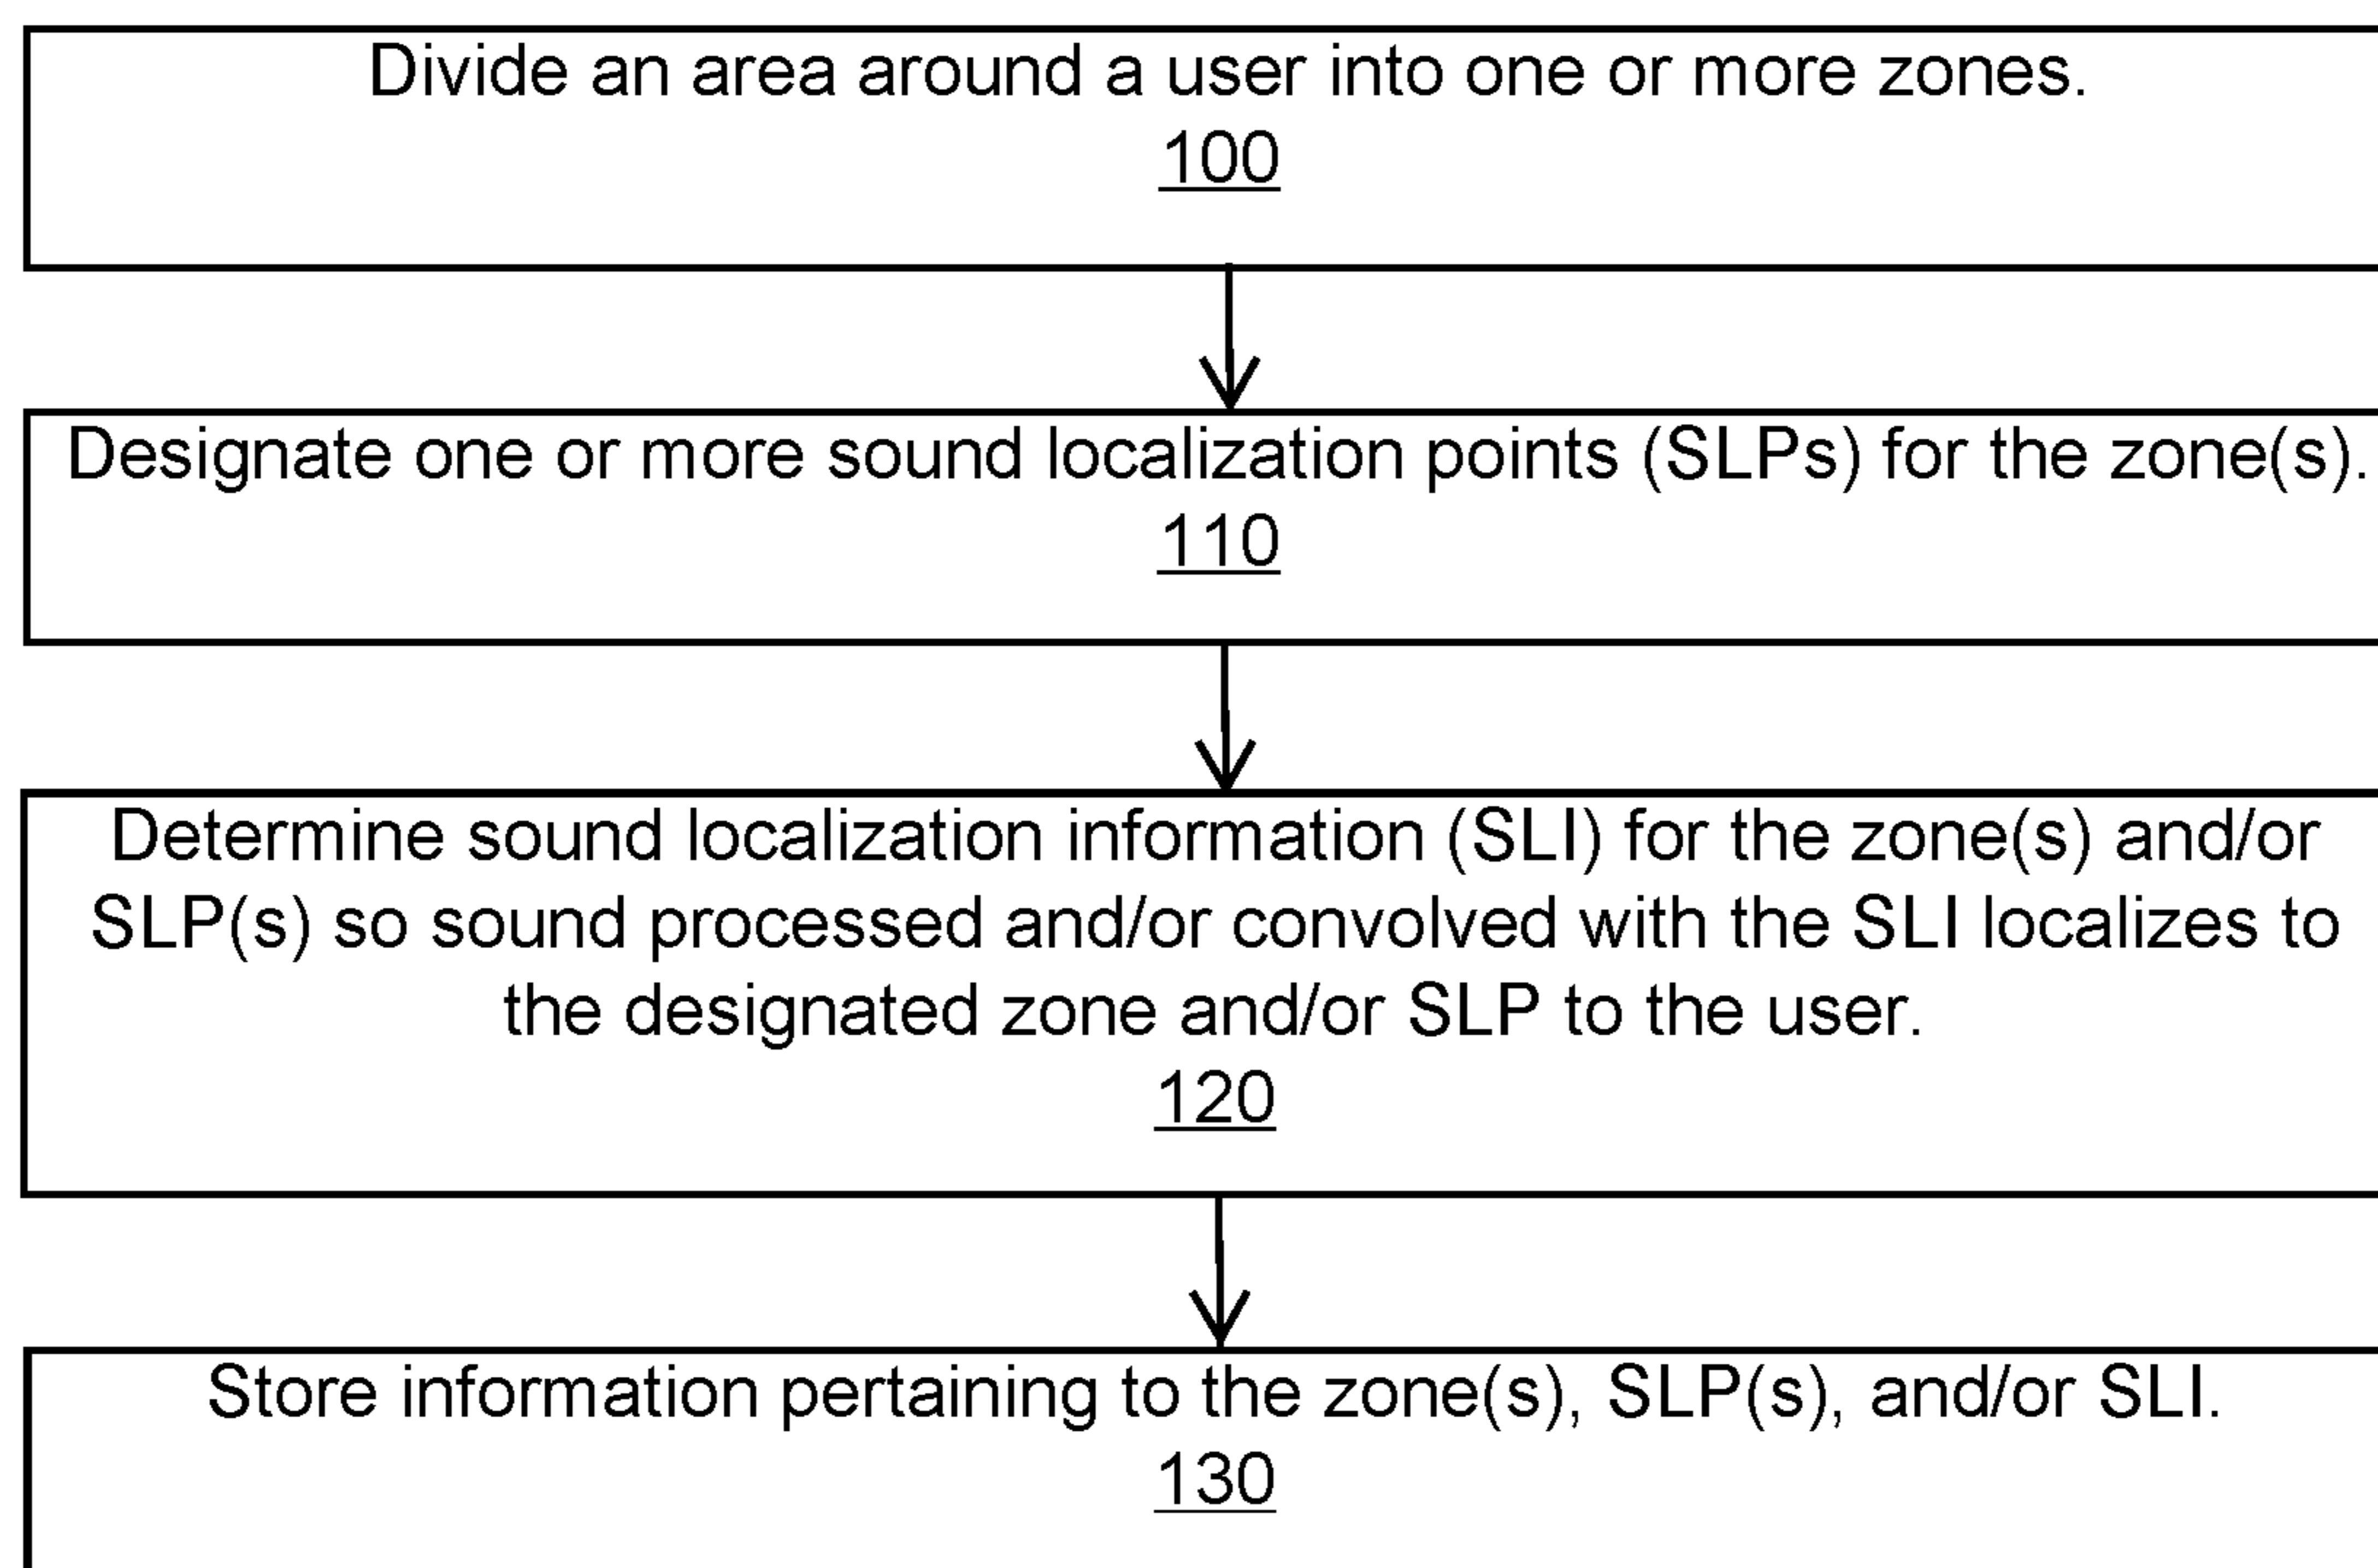 Divide an area around a user into one or more zones.
100
Designate one or more sound localization points (SLPs) for the zone(s).
110
Determine sound localization information (SLI) for the zone(s) and/or
SLP(s) so sound processed and/or convolved with the SLI localizes to
the designated zone and/or SLP to the user.
120
Store information pertaining to the zone(s), SLP(s), and/or SLI.
130